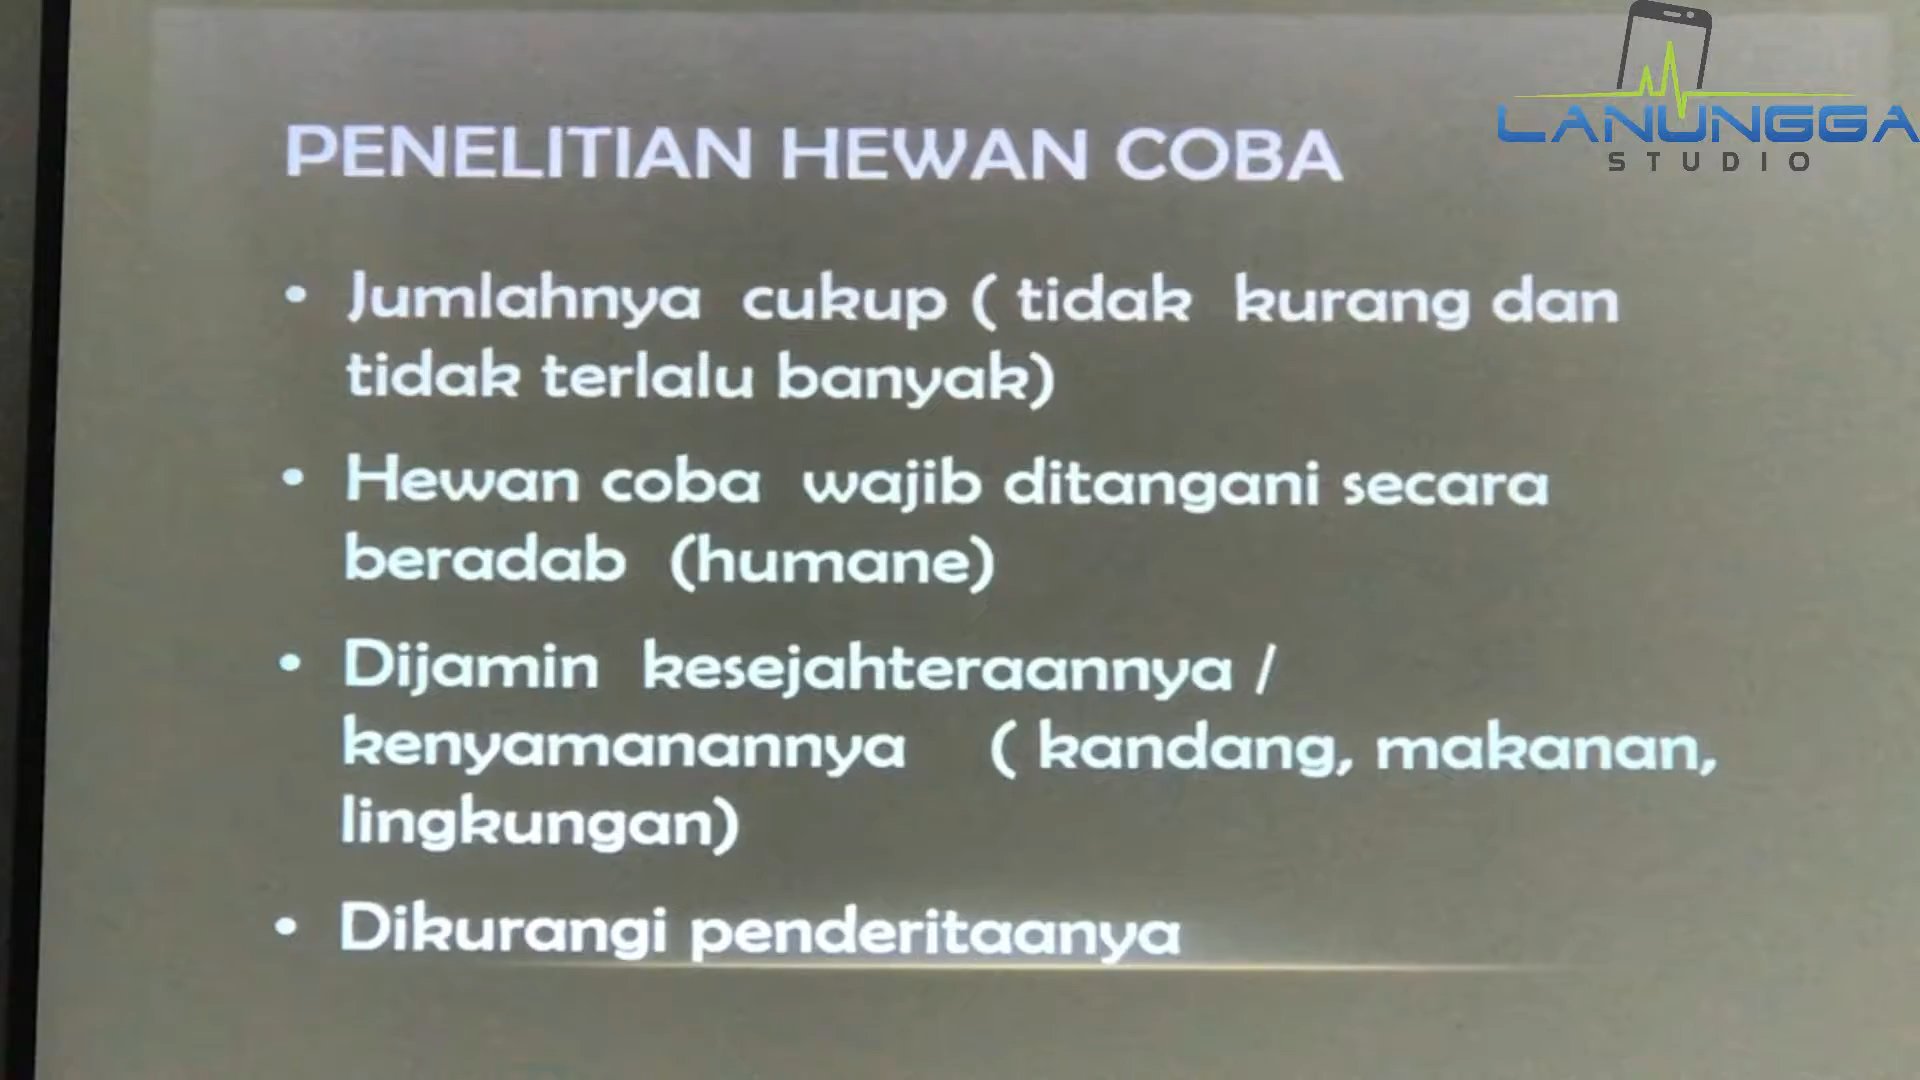 LANUNGGA
STUDIO
PENELITIAN HEWAN COBA
• Jumlahnya cukup ( tidak kurang dan
tidak terlalu banyak)
• Hewan coba wajib ditangani secara
beradab (humane)
• Dijamin kesejahteraannya /
kenyamanannya ( kandang, makanan,
lingkungan)
• Dikurangi penderitaanya